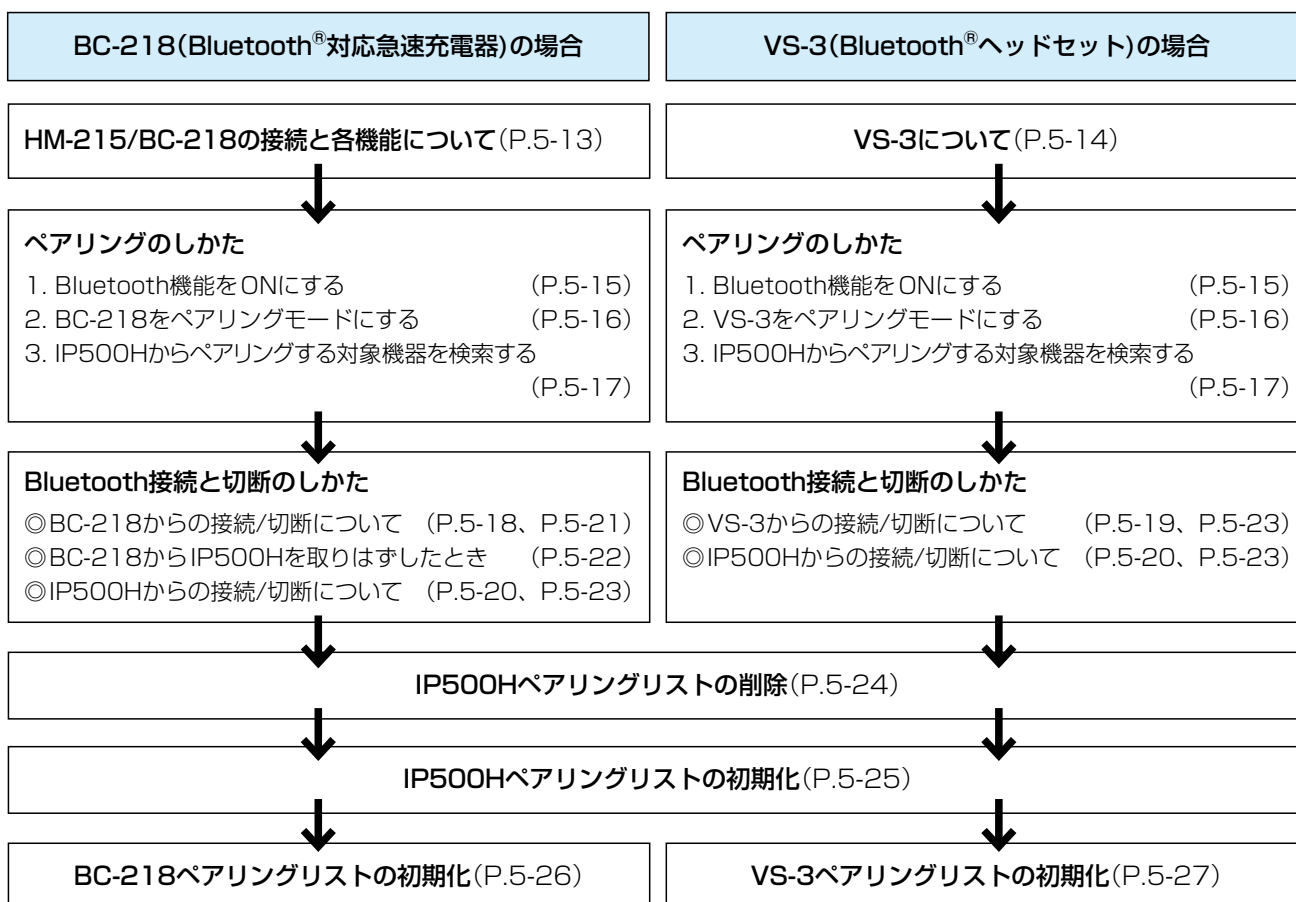 BC-218(Bluetooth®対応急速充電器)の場合
HM-215/BC-218の接続と各機能について(P.5-13)
ペアリングのしかた
1. Bluetooth機能をONにする (P.5-15)
2. BC-218をペアリングモードにする (P.5-16)
3. IP500Hからペアリングする対象機器を検索する
(P.5-17)
Bluetooth接続と切断のしかた
◎BC-218からの接続/切断について (P.5-18、P.5-21)
◎BC-218からIP500Hを取りはずしたとき (P.5-22)
◎IP500Hからの接続/切断について (P.5-20、P.5-23)
VS-3(Bluetooth®ヘッドセット)の場合
VS-3について(P.5-14)
ペアリングのしかた
1. Bluetooth機能をONにする (P.5-15)
2. VS-3をペアリングモードにする (P.5-16)
3. IP500Hからペアリングする対象機器を検索する
(P.5-17)
Bluetooth接続と切断のしかた
◎VS-3からの接続/切断について (P.5-19、P.5-23)
◎IP500Hからの接続/切断について (P.5-20、P.5-23)
IP500Hペアリングリストの削除(P.5-24)
IP500Hペアリングリストの初期化(P.5-25)
BC-218ペアリングリストの初期化(P.5-26)
VS-3ペアリングリストの初期化(P.5-27)